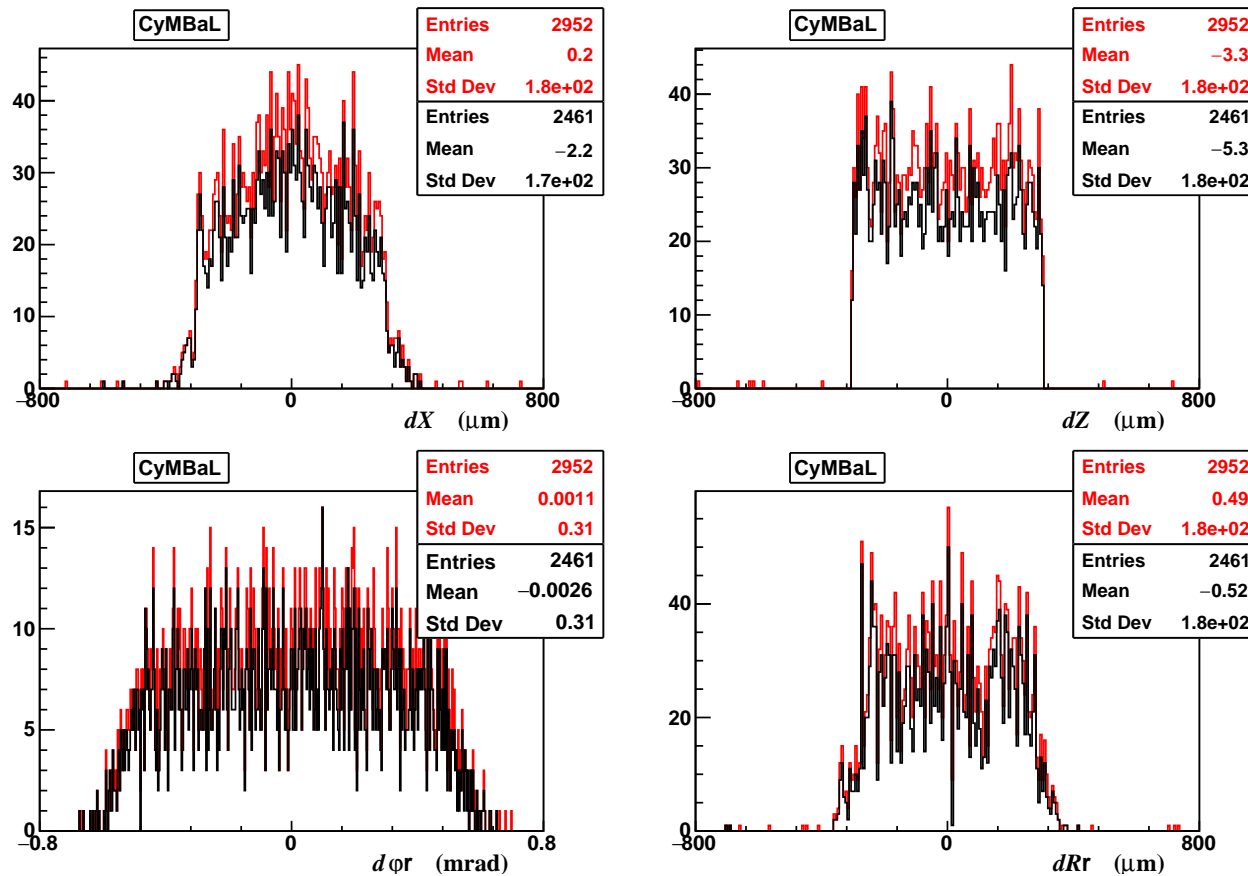 CyMBaL
Entries 2952
Mean 0.2
Std Dev 1.8e+02
Entries 2461
Mean −2.2
Std Dev 1.7e+02
40
30
20
10
0
−800 0 800
dX (μm)
CyMBaL
Entries 2952
Mean −3.3
Std Dev 1.8e+02
Entries 2461
Mean −5.3
Std Dev 1.8e+02
40
30
20
10
0
−800 0 800
dZ (μm)
CyMBaL
Entries 2952
Mean 0.0011
Std Dev 0.31
Entries 2461
Mean −0.0026
Std Dev 0.31
15
10
5
0
−0.8 0 0.8
dφr (mrad)
CyMBaL
Entries 2952
Mean 0.49
Std Dev 1.8e+02
Entries 2461
Mean −0.52
Std Dev 1.8e+02
40
20
0
−800 0 800
dRr (μm)